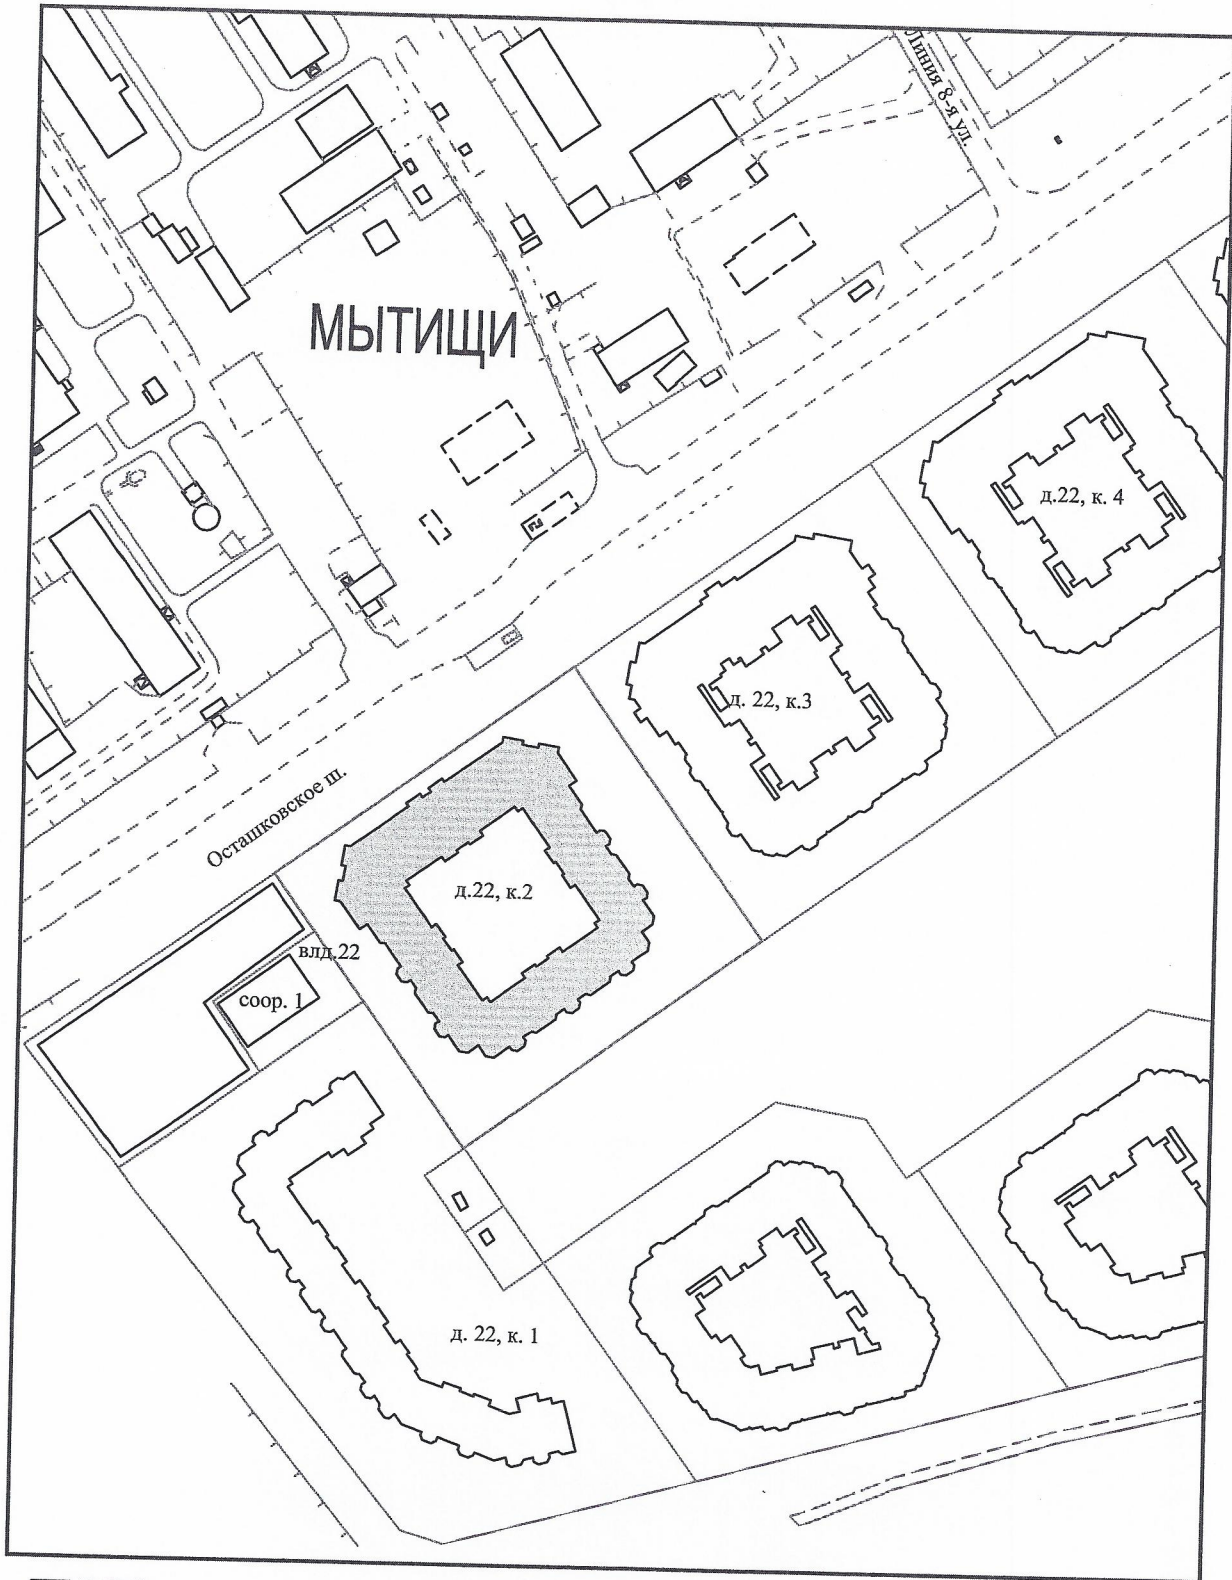 Линия 8-я ул.
МЫТИЩИ
д.22, к. 4
д. 22, к.3
Осташковское ш.
д.22, к.2
влд.22
соор. 1
д. 22, к. 1